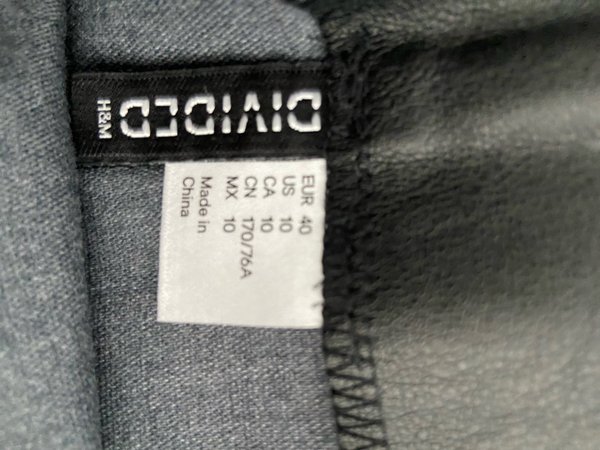 DIVIDED
H&M
EUR 40
US 10
CA 10
CN 170/76A
MX 10
Made in
China